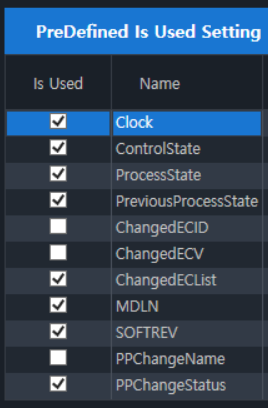 PreDefined Is Used Setting
Is Used Name
Clock
ControlState
ProcessState
PreviousProcessState
ChangedECID
ChangedECV
ChangedECList
MDLN
SOFTREV
PPChangeName
PPChangeStatus